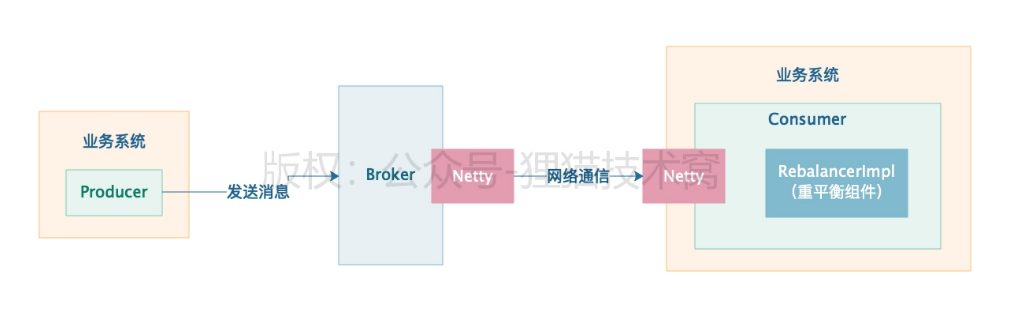 业务系统
Producer
发送消息
Broker
Netty
网络通信
业务系统
Consumer
Netty
RebalancerImpl
（重平衡组件）
版权：公众号-狸猫技术窝